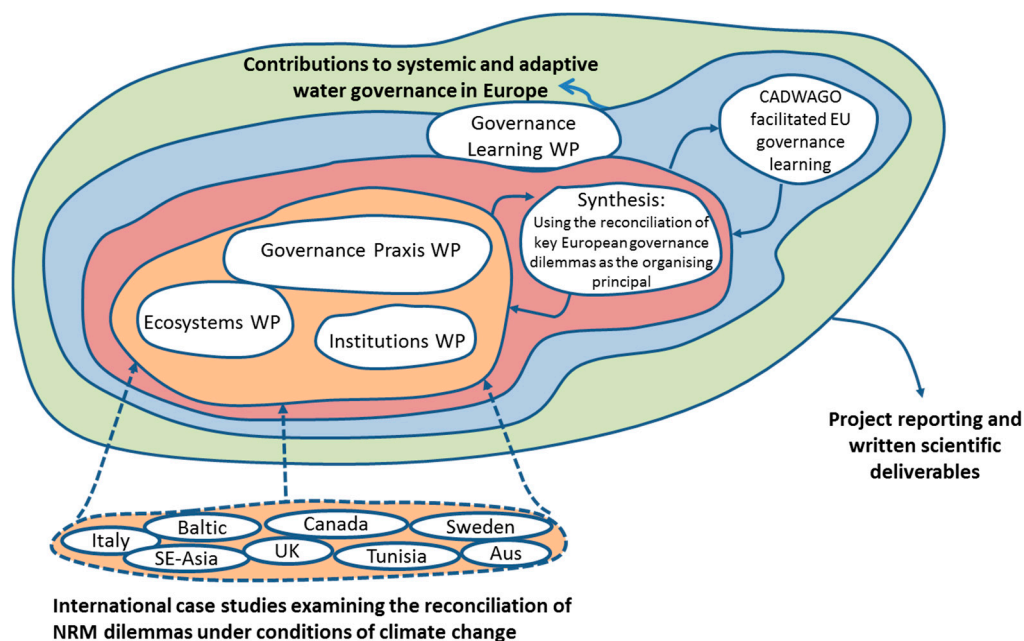 Contributions to systemic and adaptive
water governance in Europe
Governance
Learning WP
CADWAGO
facilitated EU
governance
learning
Synthesis:
Using the reconciliation of
key European governance
dilemmas as the organising
principal
Governance Praxis WP
Ecosystems WP
Institutions WP
Project reporting and
written scientific
deliverables
Italy
Baltic
Canada
Sweden
SE-Asia
UK
Tunisia
Aus
International case studies examining the reconciliation of
NRM dilemmas under conditions of climate change